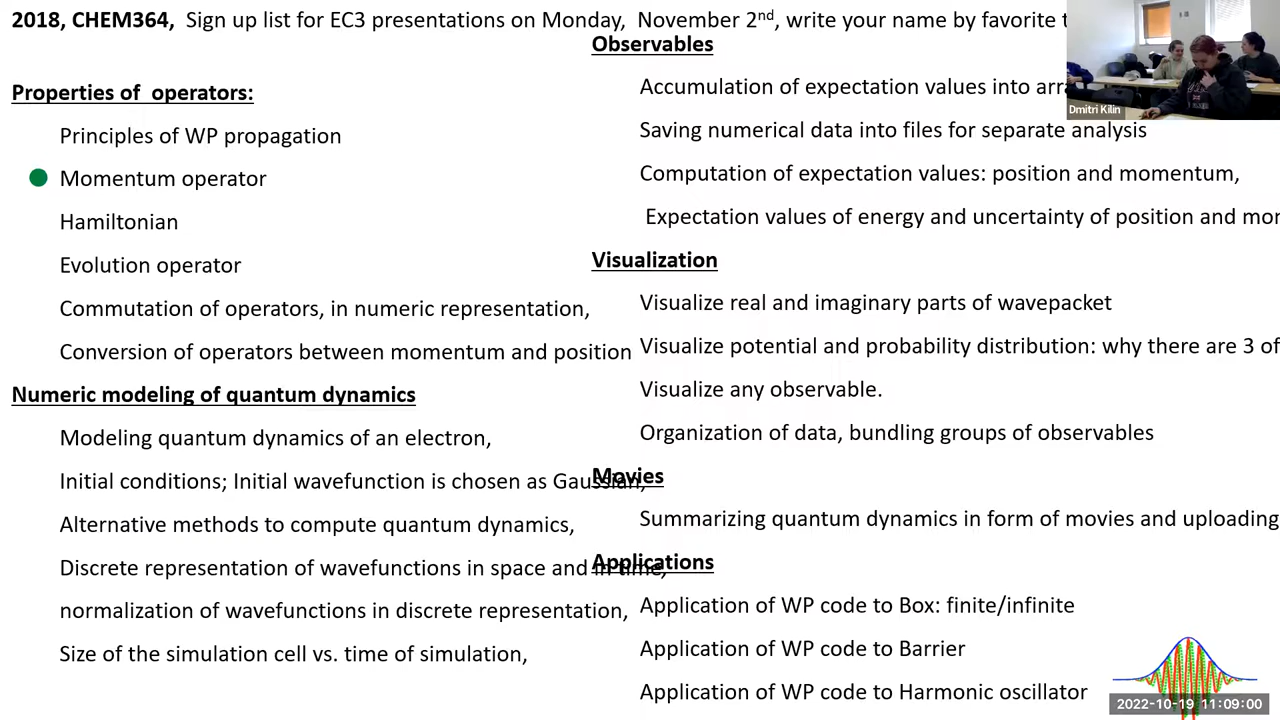 2018, CHEM364, Sign up list for EC3 presentations on Monday, November 2nd, write your name by favorite
Properties of operators:
Principles of WP propagation
Momentum operator
Hamiltonian
Evolution operator
Commutation of operators, in numeric representation,
Conversion of operators between momentum and position
Numeric modeling of quantum dynamics
Modeling quantum dynamics of an electron,
Initial conditions; Initial wavefunction is chosen as Gaussian,
Alternative methods to compute quantum dynamics,
Discrete representation of wavefunctions in space and in time,
normalization of wavefunctions in discrete representation,
Size of the simulation cell vs. time of simulation,
Observables
Accumulation of expectation values into
Saving numerical data into files for separate analysis
Computation of expectation values: position and momentum,
Expectation values of energy and uncertainty of position and
Visualization
Visualize real and imaginary parts of wavepacket
Visualize potential and probability distribution: why there are 3 of
Visualize any observable.
Organization of data, bundling groups of observables
Movies
Summarizing quantum dynamics in form of movies and uploading
Applications
Application of WP code to Box: finite/infinite
Application of WP code to Barrier
Application of WP code to Harmonic oscillator
Dmitri Kilin
2022-10-19 11:09:00